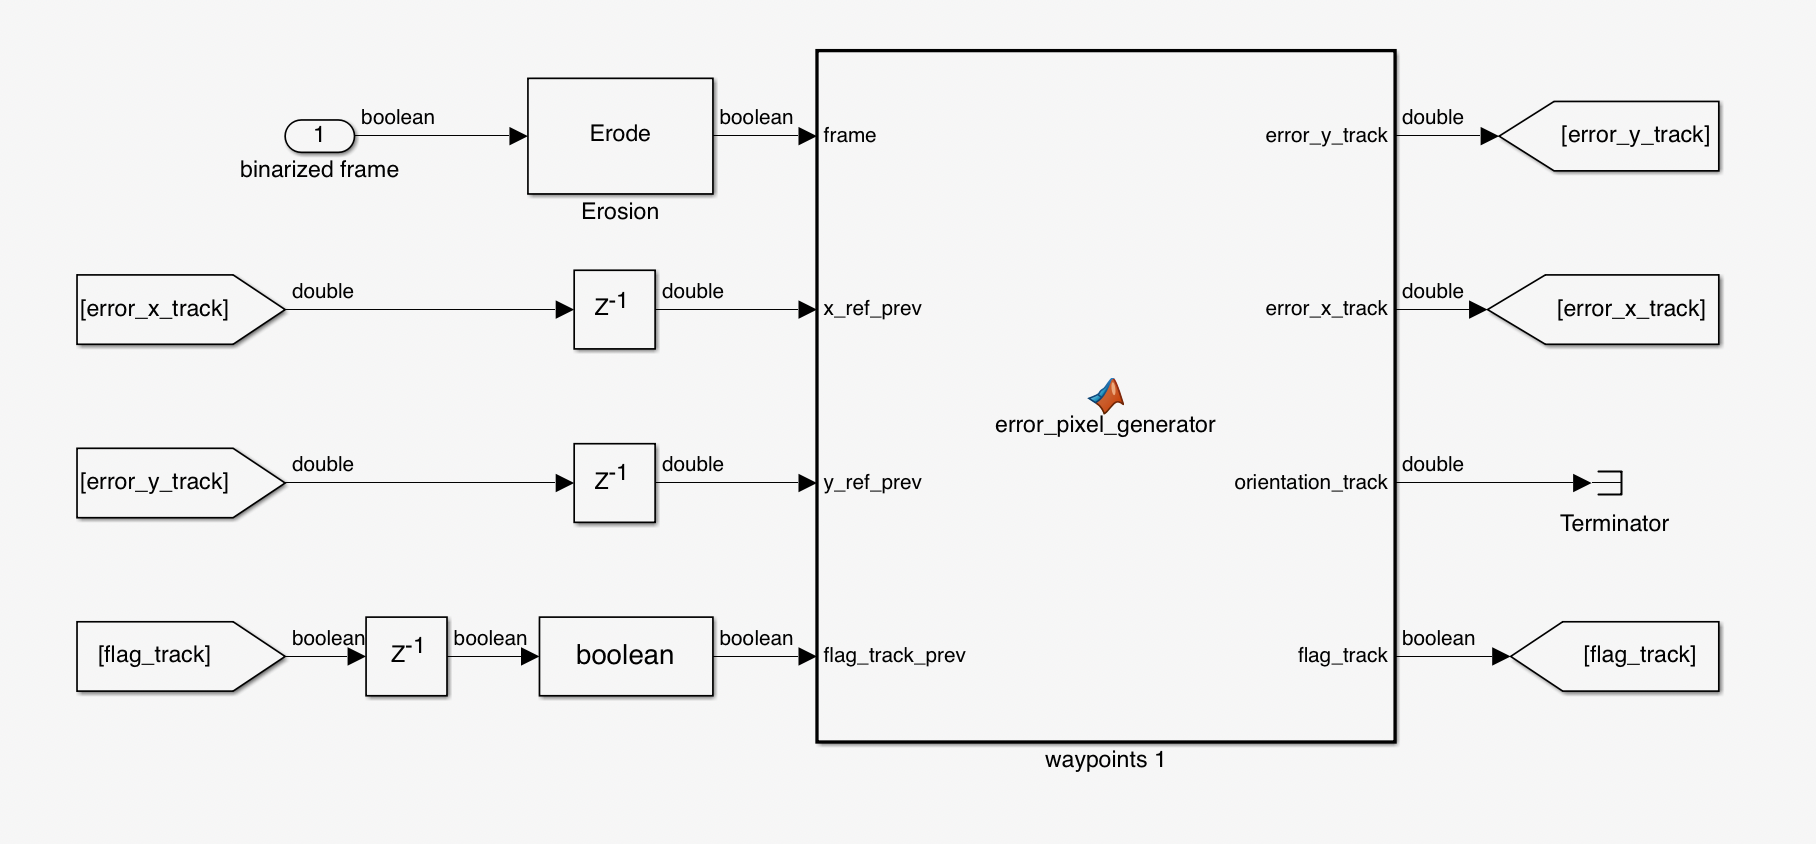 boolean
1
binarized frame
Erode
Erosion
boolean
frame
error_y_track
double
[error_y_track]
[error_x_track]
double
Z-1
double
x_ref_prev
error_x_track
double
[error_x_track]
error_pixel_generator
[error_y_track]
double
Z-1
double
y_ref_prev
orientation_track
double
Terminator
[flag_track]
boolean
Z-1
boolean
boolean
boolean
flag_track_prev
flag_track
boolean
[flag_track]
waypoints 1